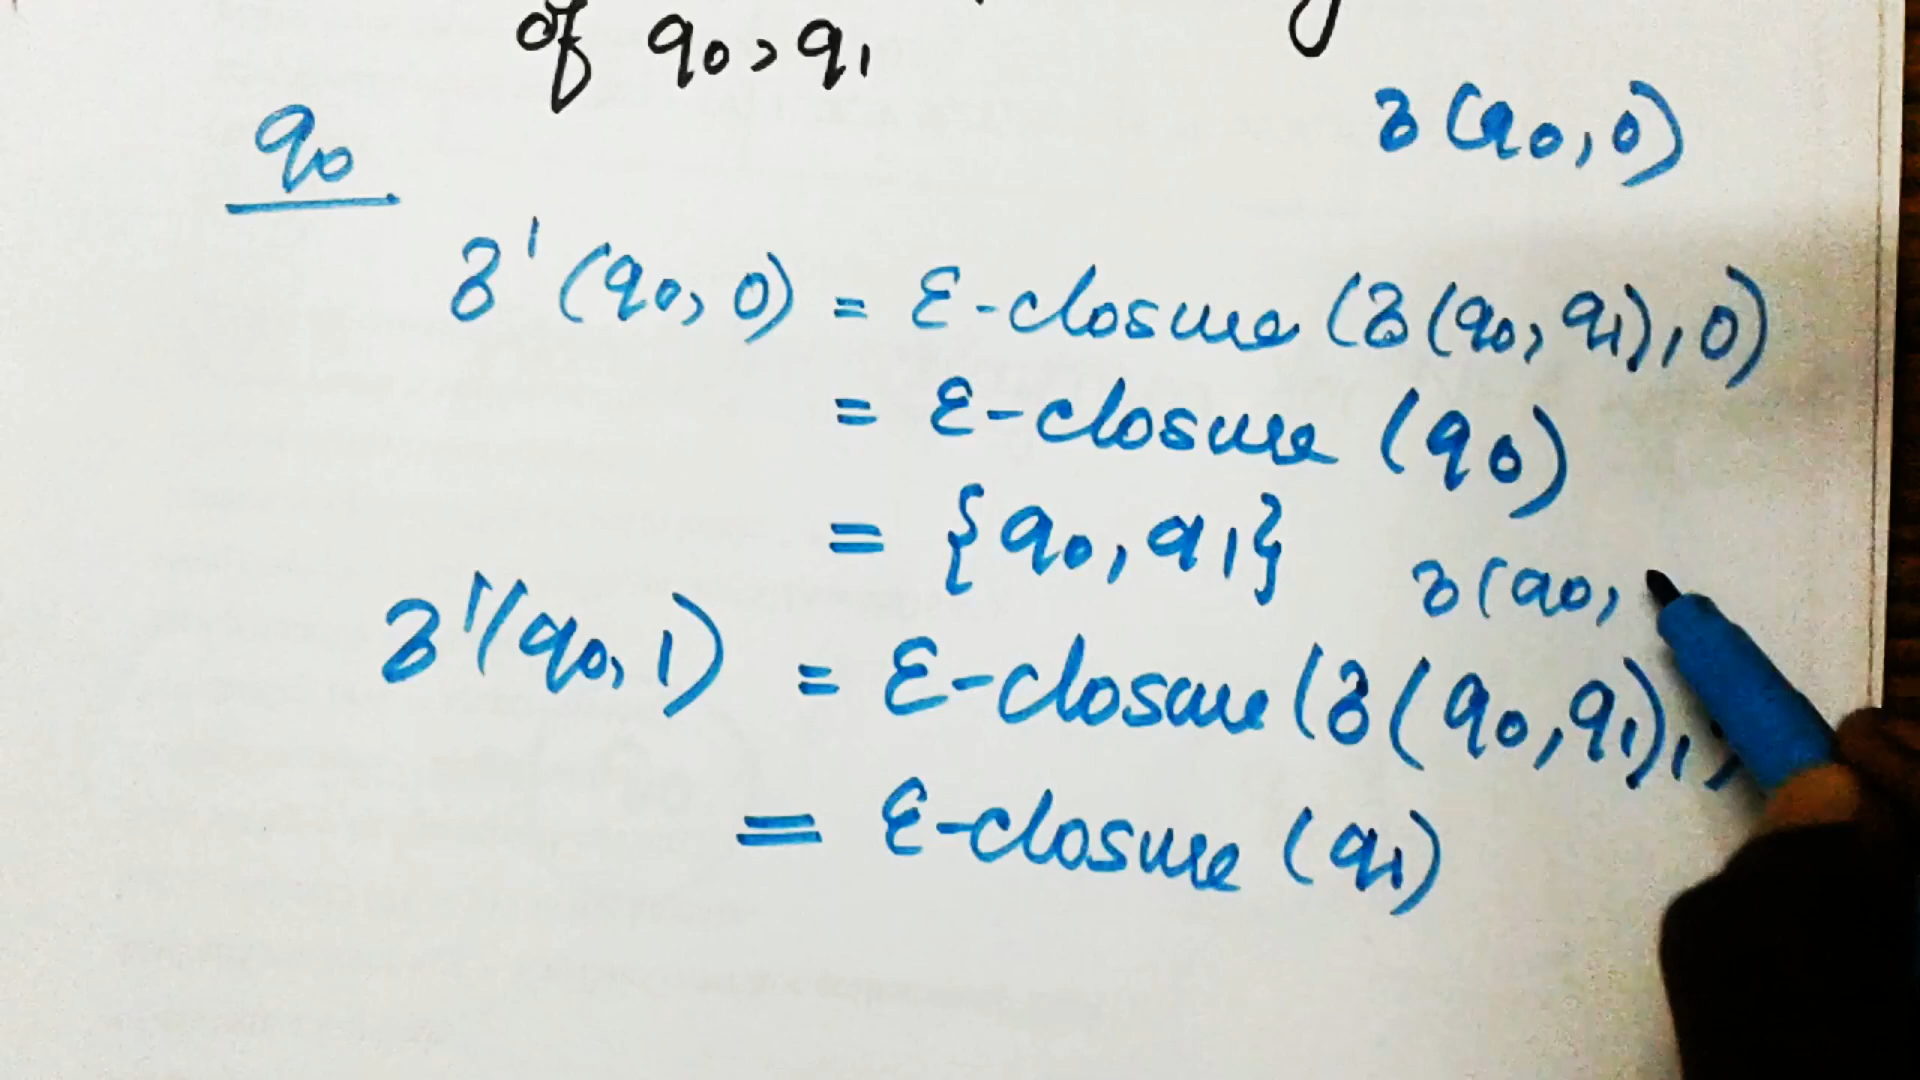 of q0, q1
δ(q0,0)
q0
δ'(q0,0) = ε-closure (δ(q0,q1),0)
= ε-closure (q0)
= {q0,q1}
δ(q0,
δ'(q0,1) = ε-closure (δ(q0,q1),
= ε-closure (q1)